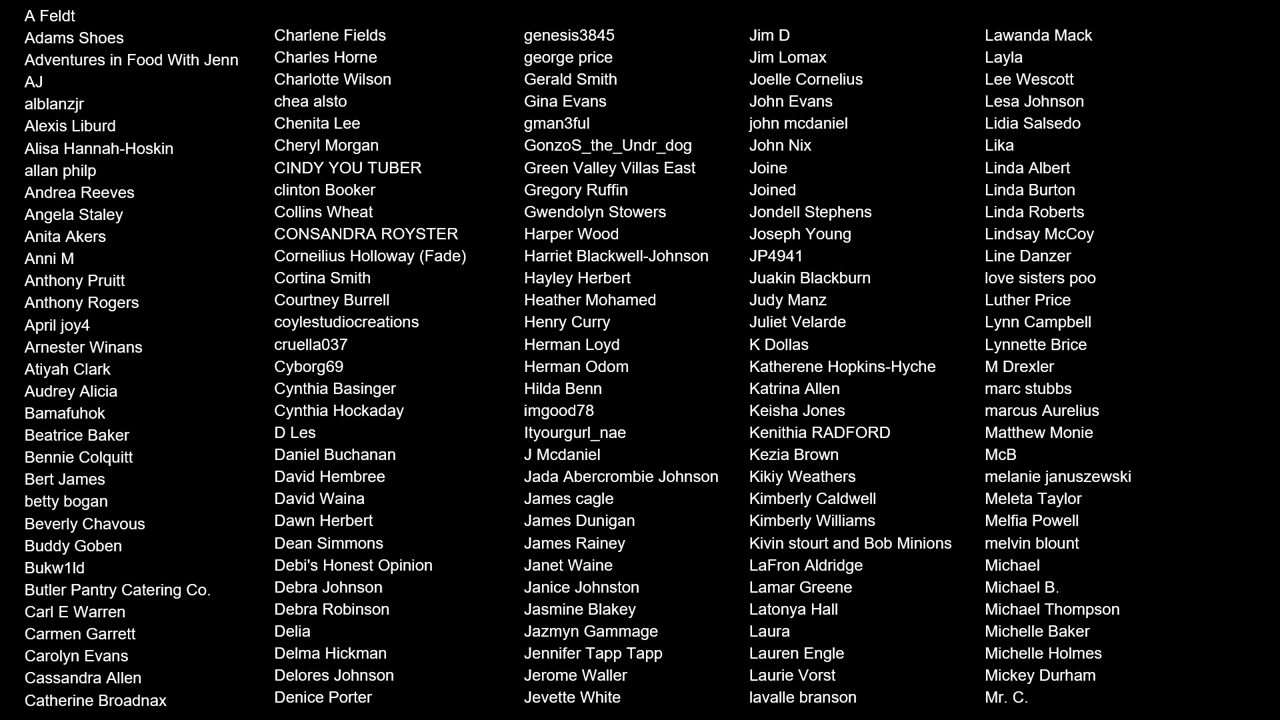 A Feldt
Adams Shoes
Adventures in Food With Jenn
AJ
alblanzjr
Alexis Liburd
Alisa Hannah-Hoskin
allan philp
Andrea Reeves
Angela Staley
Anita Akers
Anni M
Anthony Pruitt
Anthony Rogers
April joy4
Arnester Winans
Atiyah Clark
Audrey Alicia
Bamafuhok
Beatrice Baker
Bennie Colquitt
Bert James
betty bogan
Beverly Chavous
Buddy Goben
Bukw1ld
Butler Pantry Catering Co.
Carl E Warren
Carmen Garrett
Carolyn Evans
Cassandra Allen
Catherine Broadnax
Charlene Fields
Charles Horne
Charlotte Wilson
chea alsto
Chenita Lee
Cheryl Morgan
CINDY YOU TUBER
clinton Booker
Collins Wheat
CONSANDRA ROYSTER
Corneilius Holloway (Fade)
Cortina Smith
Courtney Burrell
coylestudiocreations
cruella037
Cyborg69
Cynthia Basinger
Cynthia Hockaday
D Les
Daniel Buchanan
David Hembree
David Waina
Dawn Herbert
Dean Simmons
Debi's Honest Opinion
Debra Johnson
Debra Robinson
Delia
Delma Hickman
Delores Johnson
Denice Porter
genesis3845
george price
Gerald Smith
Gina Evans
gman3ful
GonzoS_the_Undr_dog
Green Valley Villas East
Gregory Ruffin
Gwendolyn Stowers
Harper Wood
Harriet Blackwell-Johnson
Hayley Herbert
Heather Mohamed
Henry Curry
Herman Loyd
Herman Odom
Hilda Benn
imgood78
Ityourgurl_nae
J Mcdaniel
Jada Abercrombie Johnson
James cagle
James Dunigan
James Rainey
Janet Waine
Janice Johnston
Jasmine Blakey
Jazmyn Gammage
Jennifer Tapp Tapp
Jerome Waller
Jevette White
Jim D
Jim Lomax
Joelle Cornelius
John Evans
john mcdaniel
John Nix
Joine
Joined
Jondell Stephens
Joseph Young
JP4941
Juakin Blackburn
Judy Manz
Juliet Velarde
K Dollas
Katherene Hopkins-Hyche
Katrina Allen
Keisha Jones
Kenithia RADFORD
Kezia Brown
Kikiy Weathers
Kimberly Caldwell
Kimberly Williams
Kivin stourt and Bob Minions
LaFron Aldridge
Lamar Greene
Latonya Hall
Laura
Lauren Engle
Laurie Vorst
lavalle branson
Lawanda Mack
Layla
Lee Wescott
Lesa Johnson
Lidia Salsedo
Lika
Linda Albert
Linda Burton
Linda Roberts
Lindsay McCoy
Line Danzer
love sisters poo
Luther Price
Lynn Campbell
Lynnette Brice
M Drexler
marc stubbs
marcus Aurelius
Matthew Monie
McB
melanie januszewski
Meleta Taylor
Melfia Powell
melvin blount
Michael
Michael B.
Michael Thompson
Michelle Baker
Michelle Holmes
Mickey Durham
Mr. C.